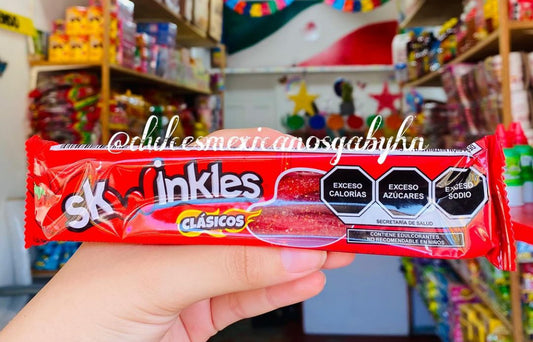 @dulcesmexicanosgabyhn
Skwinkles
CLÁSICOS
EXCESO
CALORÍAS
EXCESO
AZÚCARES
EXCESO
SODIO
SECRETARÍA DE SALUD
CONTIENE EDULCORANTES,
NO RECOMENDABLE EN NIÑOS